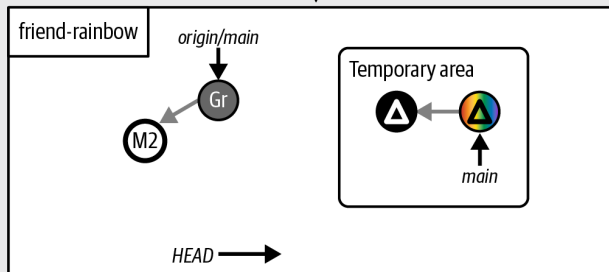 friend-rainbow
origin/main
Gr
M2
Temporary area
main
HEAD